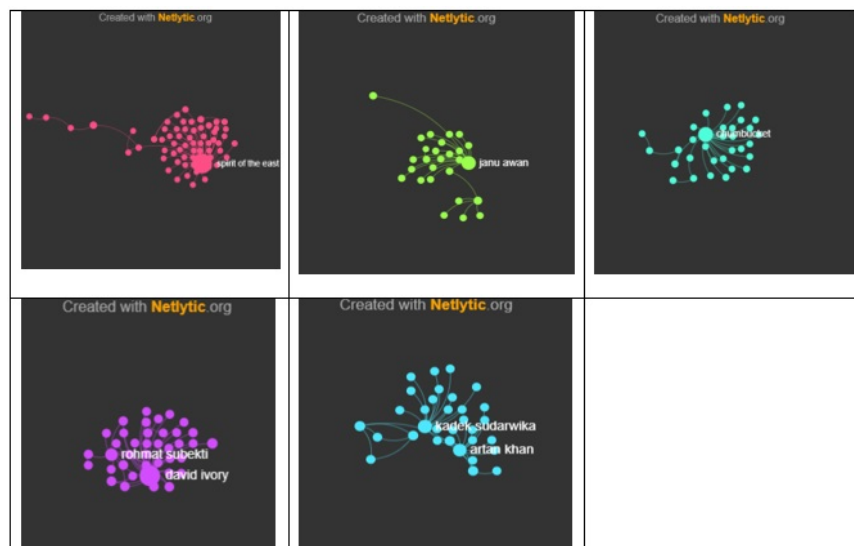 Created with Netlytic.org
spirit of the east
Created with Netlytic.org
janu awan
Created with Netlytic.org
Created with Netlytic.org
rohmat subekti
david ivory
Created with Netlytic.org
kadek sudarwika
artan khan